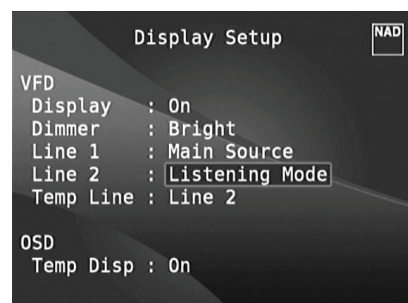 Display Setup
NAD
VFD
Display : On
Dimmer : Bright
Line 1 : Main Source
Line 2 : Listening Mode
Temp Line : Line 2
OSD
Temp Disp : On